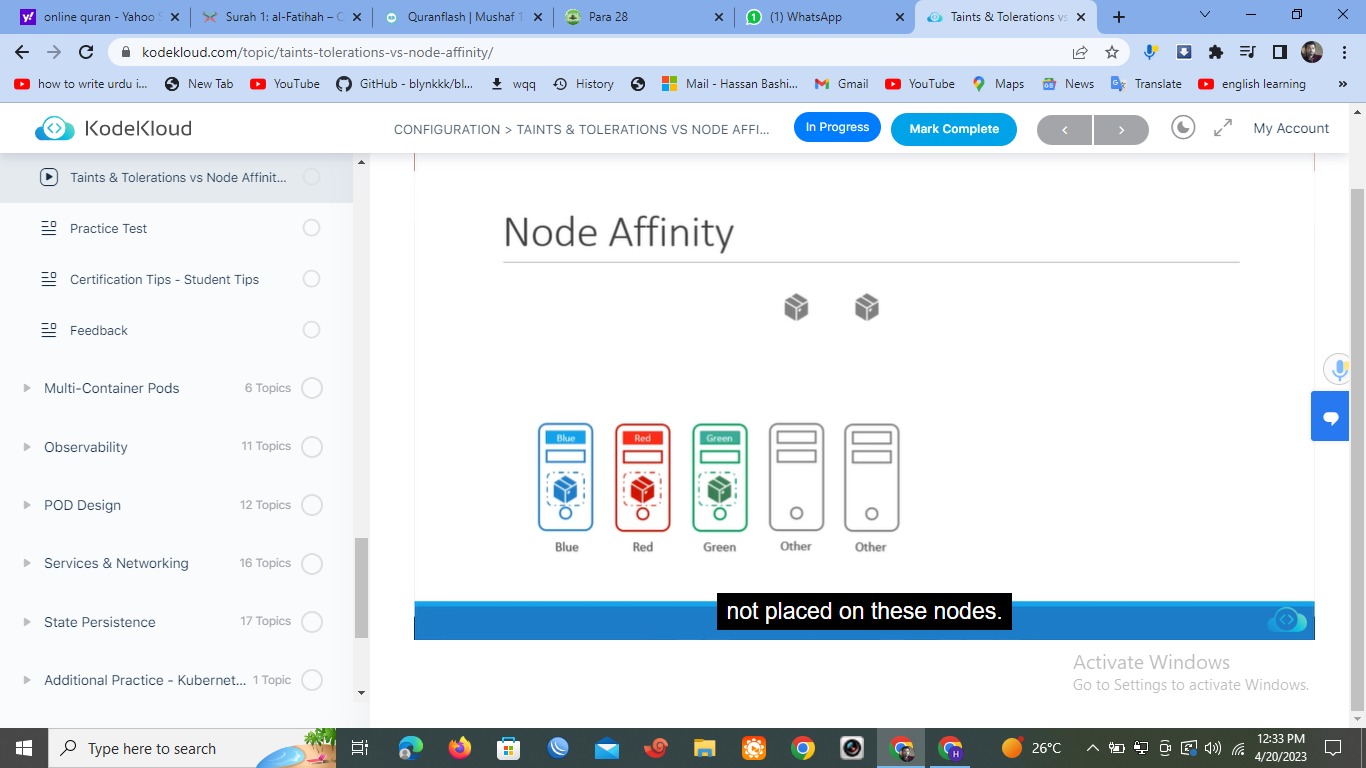 online quran - Yahoo S
Surah 1: al-Fatihah – C
Quranflash | Mushaf 1
Para 28
(1) WhatsApp
Taints & Tolerations vs
kodekloud.com/topic/taints-tolerations-vs-node-affinity/
how to write urdu i...
New Tab
YouTube
GitHub - blynkkk/bl...
wqq
History
Mail - Hassan Bashi...
Gmail
YouTube
Maps
News
Translate
english learning
»
KodeKloud
CONFIGURATION > TAINTS & TOLERATIONS VS NODE AFFI...
In Progress
Mark Complete
My Account
Taints & Tolerations vs Node Affinit...
Practice Test
Certification Tips - Student Tips
Feedback
Multi-Container Pods 6 Topics
Observability 11 Topics
POD Design 12 Topics
Services & Networking 16 Topics
State Persistence 17 Topics
Additional Practice - Kubernet... 1 Topic
Node Affinity
Blue Red Green
Blue Red Green Other Other
not placed on these nodes.
Activate Windows
Go to Settings to activate Windows.
Type here to search
26°C
12:33 PM
4/20/2023